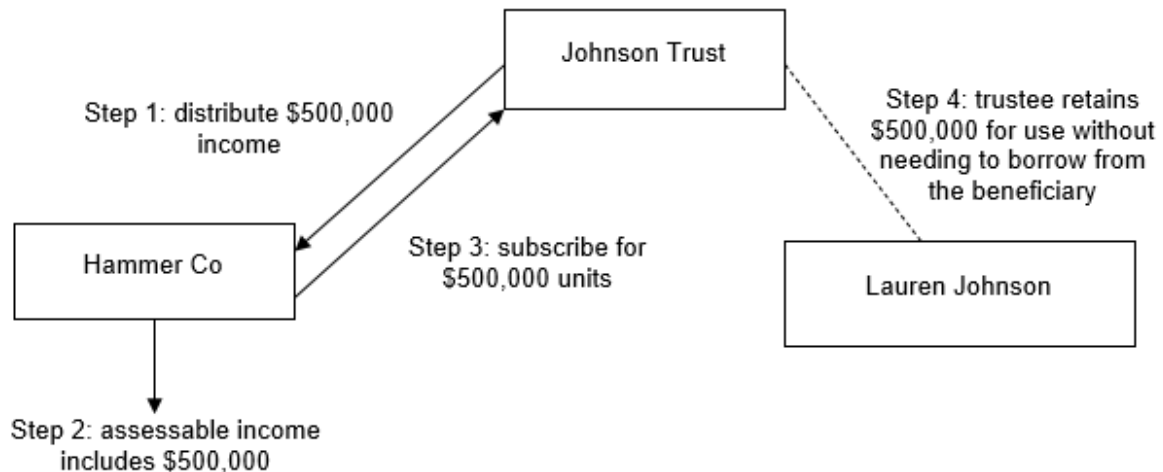 Johnson Trust
Step 1: distribute $500,000
income
Step 4: trustee retains
$500,000 for use without
needing to borrow from
the beneficiary
Hammer Co
Step 3: subscribe for
$500,000 units
Lauren Johnson
Step 2: assessable income
includes $500,000